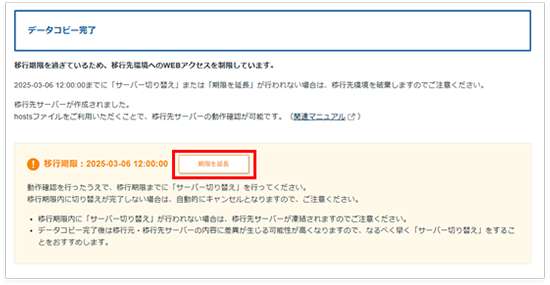 データコピー完了
移行期限を過ぎているため、移行先環境へのWEBアクセスを制限しています。
2025-03-06 12:00:00までに「サーバー切り替え」または「期限を延長」が行われない場合は、移行先環境を破棄しますのでご注意ください。
移行先サーバーが作成されました。
hostsファイルをご利用いただくことで、移行先サーバーの動作確認が可能です。（関連マニュアル）
移行期限：2025-03-06 12:00:00 期限を延長
動作確認を行ったうえで、移行期限までに「サーバー切り替え」を行ってください。
移行期限内に切り替えが完了しない場合は、自動的にキャンセルとなりますので、ご注意ください。
• 移行期限内に「サーバー切り替え」が行われない場合は、移行先サーバーが凍結されますのでご注意ください。
• データコピー完了後は移行元・移行先サーバーの内容に差異が生じる可能性が高くなりますので、なるべく早く「サーバー切り替え」をするこ
とをおすすめします。